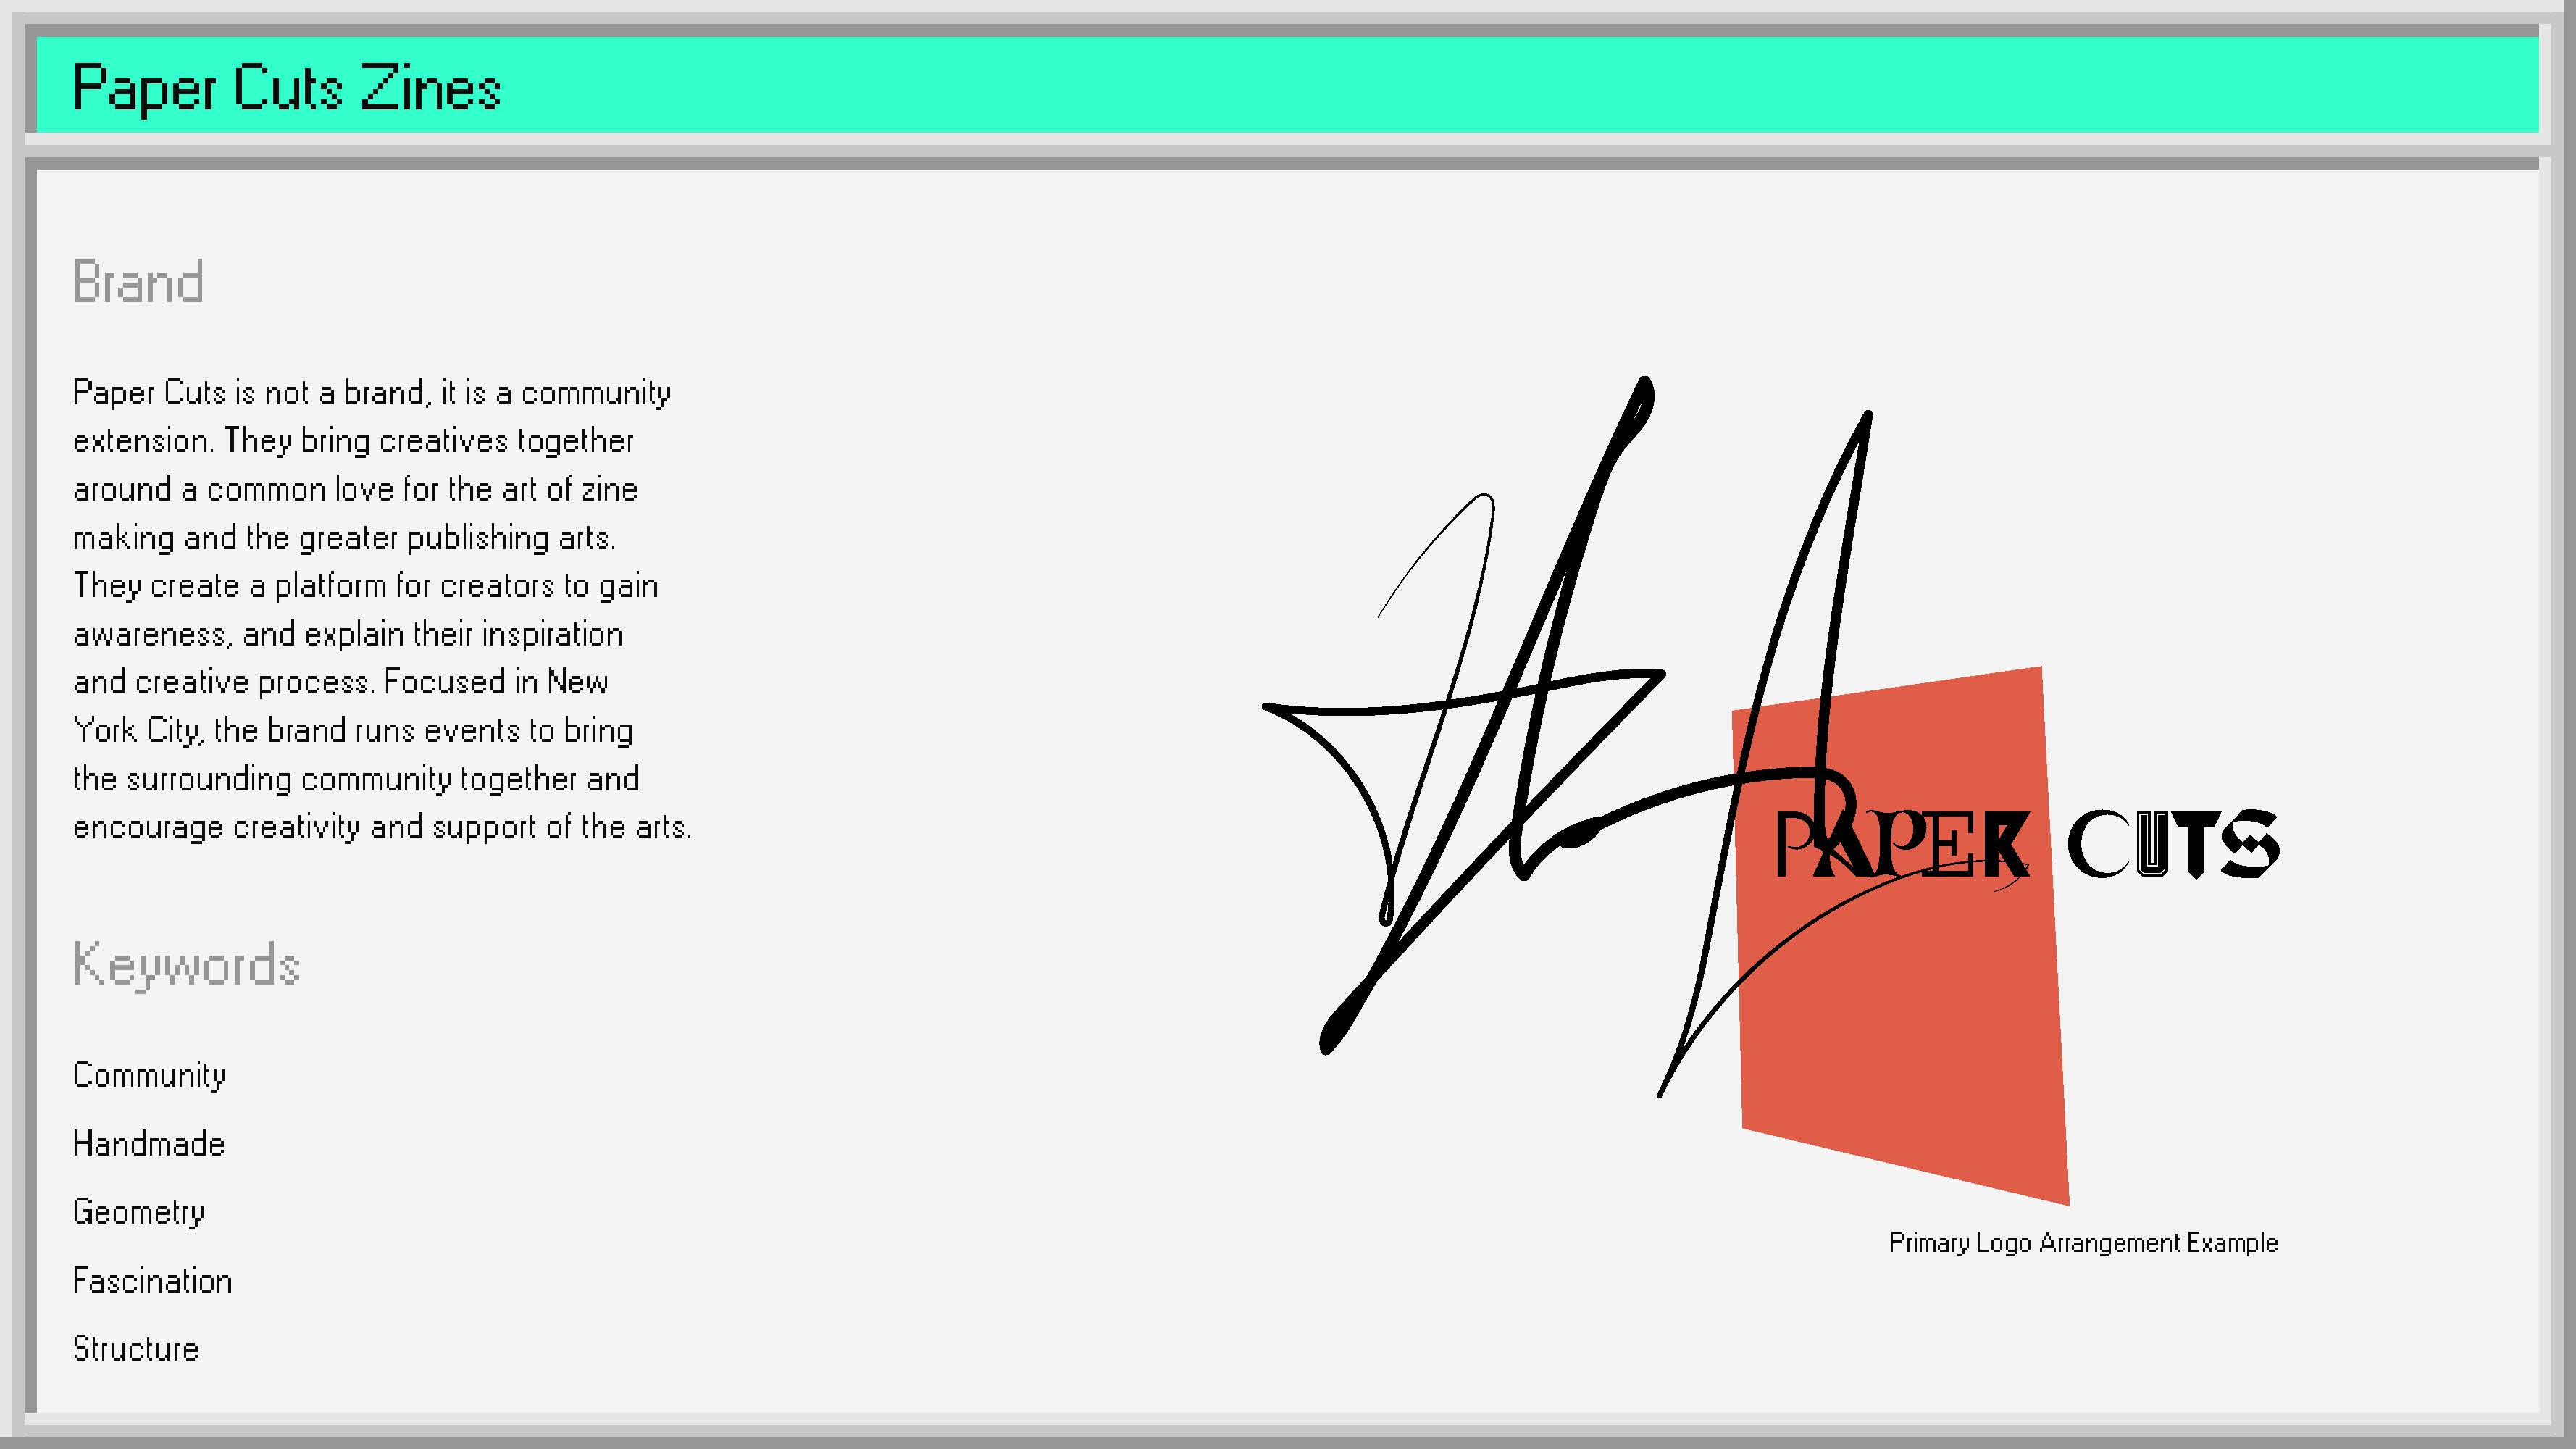 Paper Cuts Zines
Brand
Paper Cuts is not a brand, it is a community
extension. They bring creatives together
around a common love for the art of zine
making and the greater publishing arts.
They create a platform for creators to gain
awareness, and explain their inspiration
and creative process. Focused in New
York City, the brand runs events to bring
the surrounding community together and
encourage creativity and support of the arts.
Keywords
Community
Handmade
Geometry
Fascination
Structure
PAPER CUTS
Primary Logo Arrangement Example